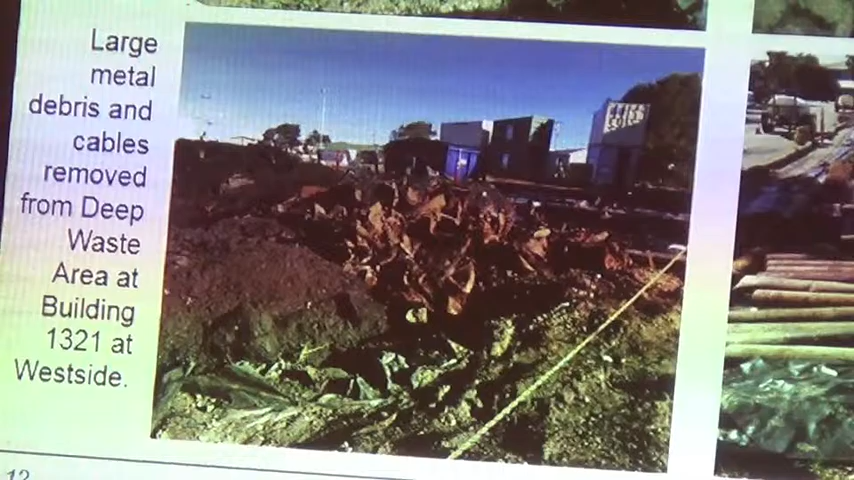 Large
metal
debris and
cables
removed
from Deep
Waste
Area at
Building
1321 at
Westside.
12